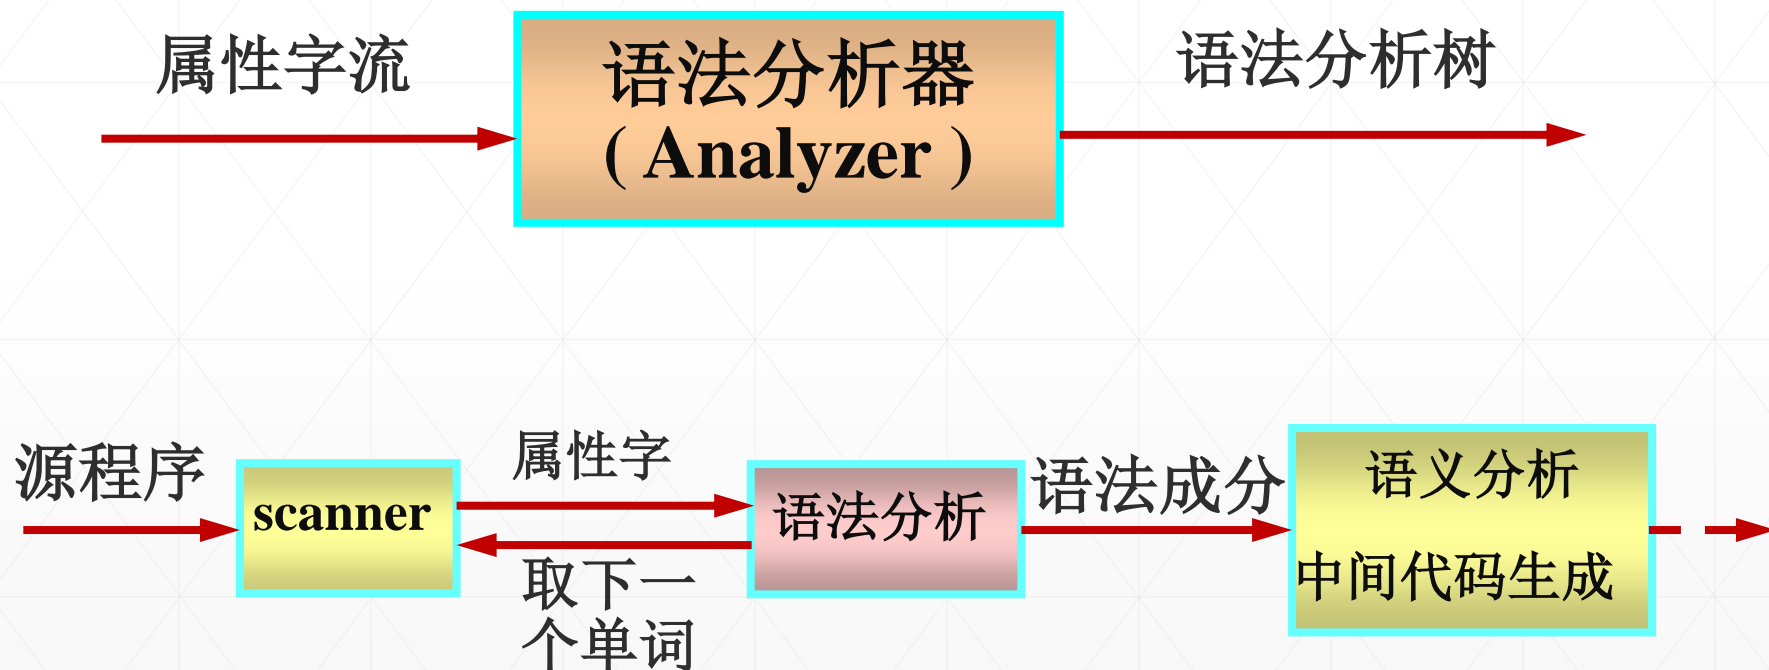 属性字流
语法分析器
( Analyzer )
语法分析树
源程序
scanner
属性字
取下一
个单词
语法分析
语法成分
语义分析
中间代码生成